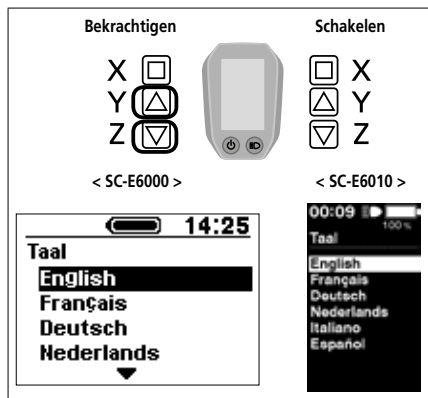 Bekrachtigen Schakelen
X X
Y Y
Z Z
< SC-E6000 > < SC-E6010 >
14:25
Taal
English
Français
Deutsch
Nederlands
00:09
100%
Taal
English
Français
Deutsch
Nederlands
Italiano
Español